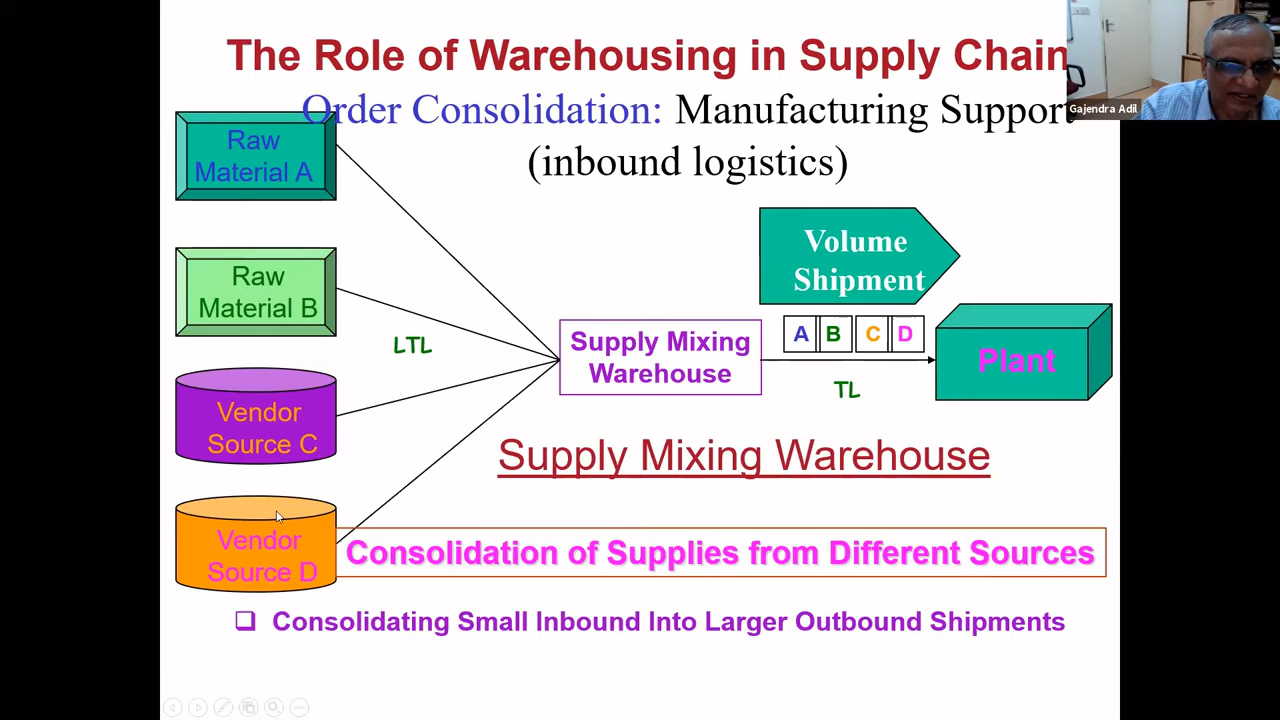 The Role of Warehousing in Supply Chain
Order Consolidation: Manufacturing Support
(inbound logistics)
Gajendra Adil
Raw
Material A
Raw
Material B
Vendor
Source C
Vendor
Source D
LTL
Supply Mixing
Warehouse
Volume
Shipment
A B C D
TL
Plant
Supply Mixing Warehouse
Consolidation of Supplies from Different Sources
❑ Consolidating Small Inbound Into Larger Outbound Shipments